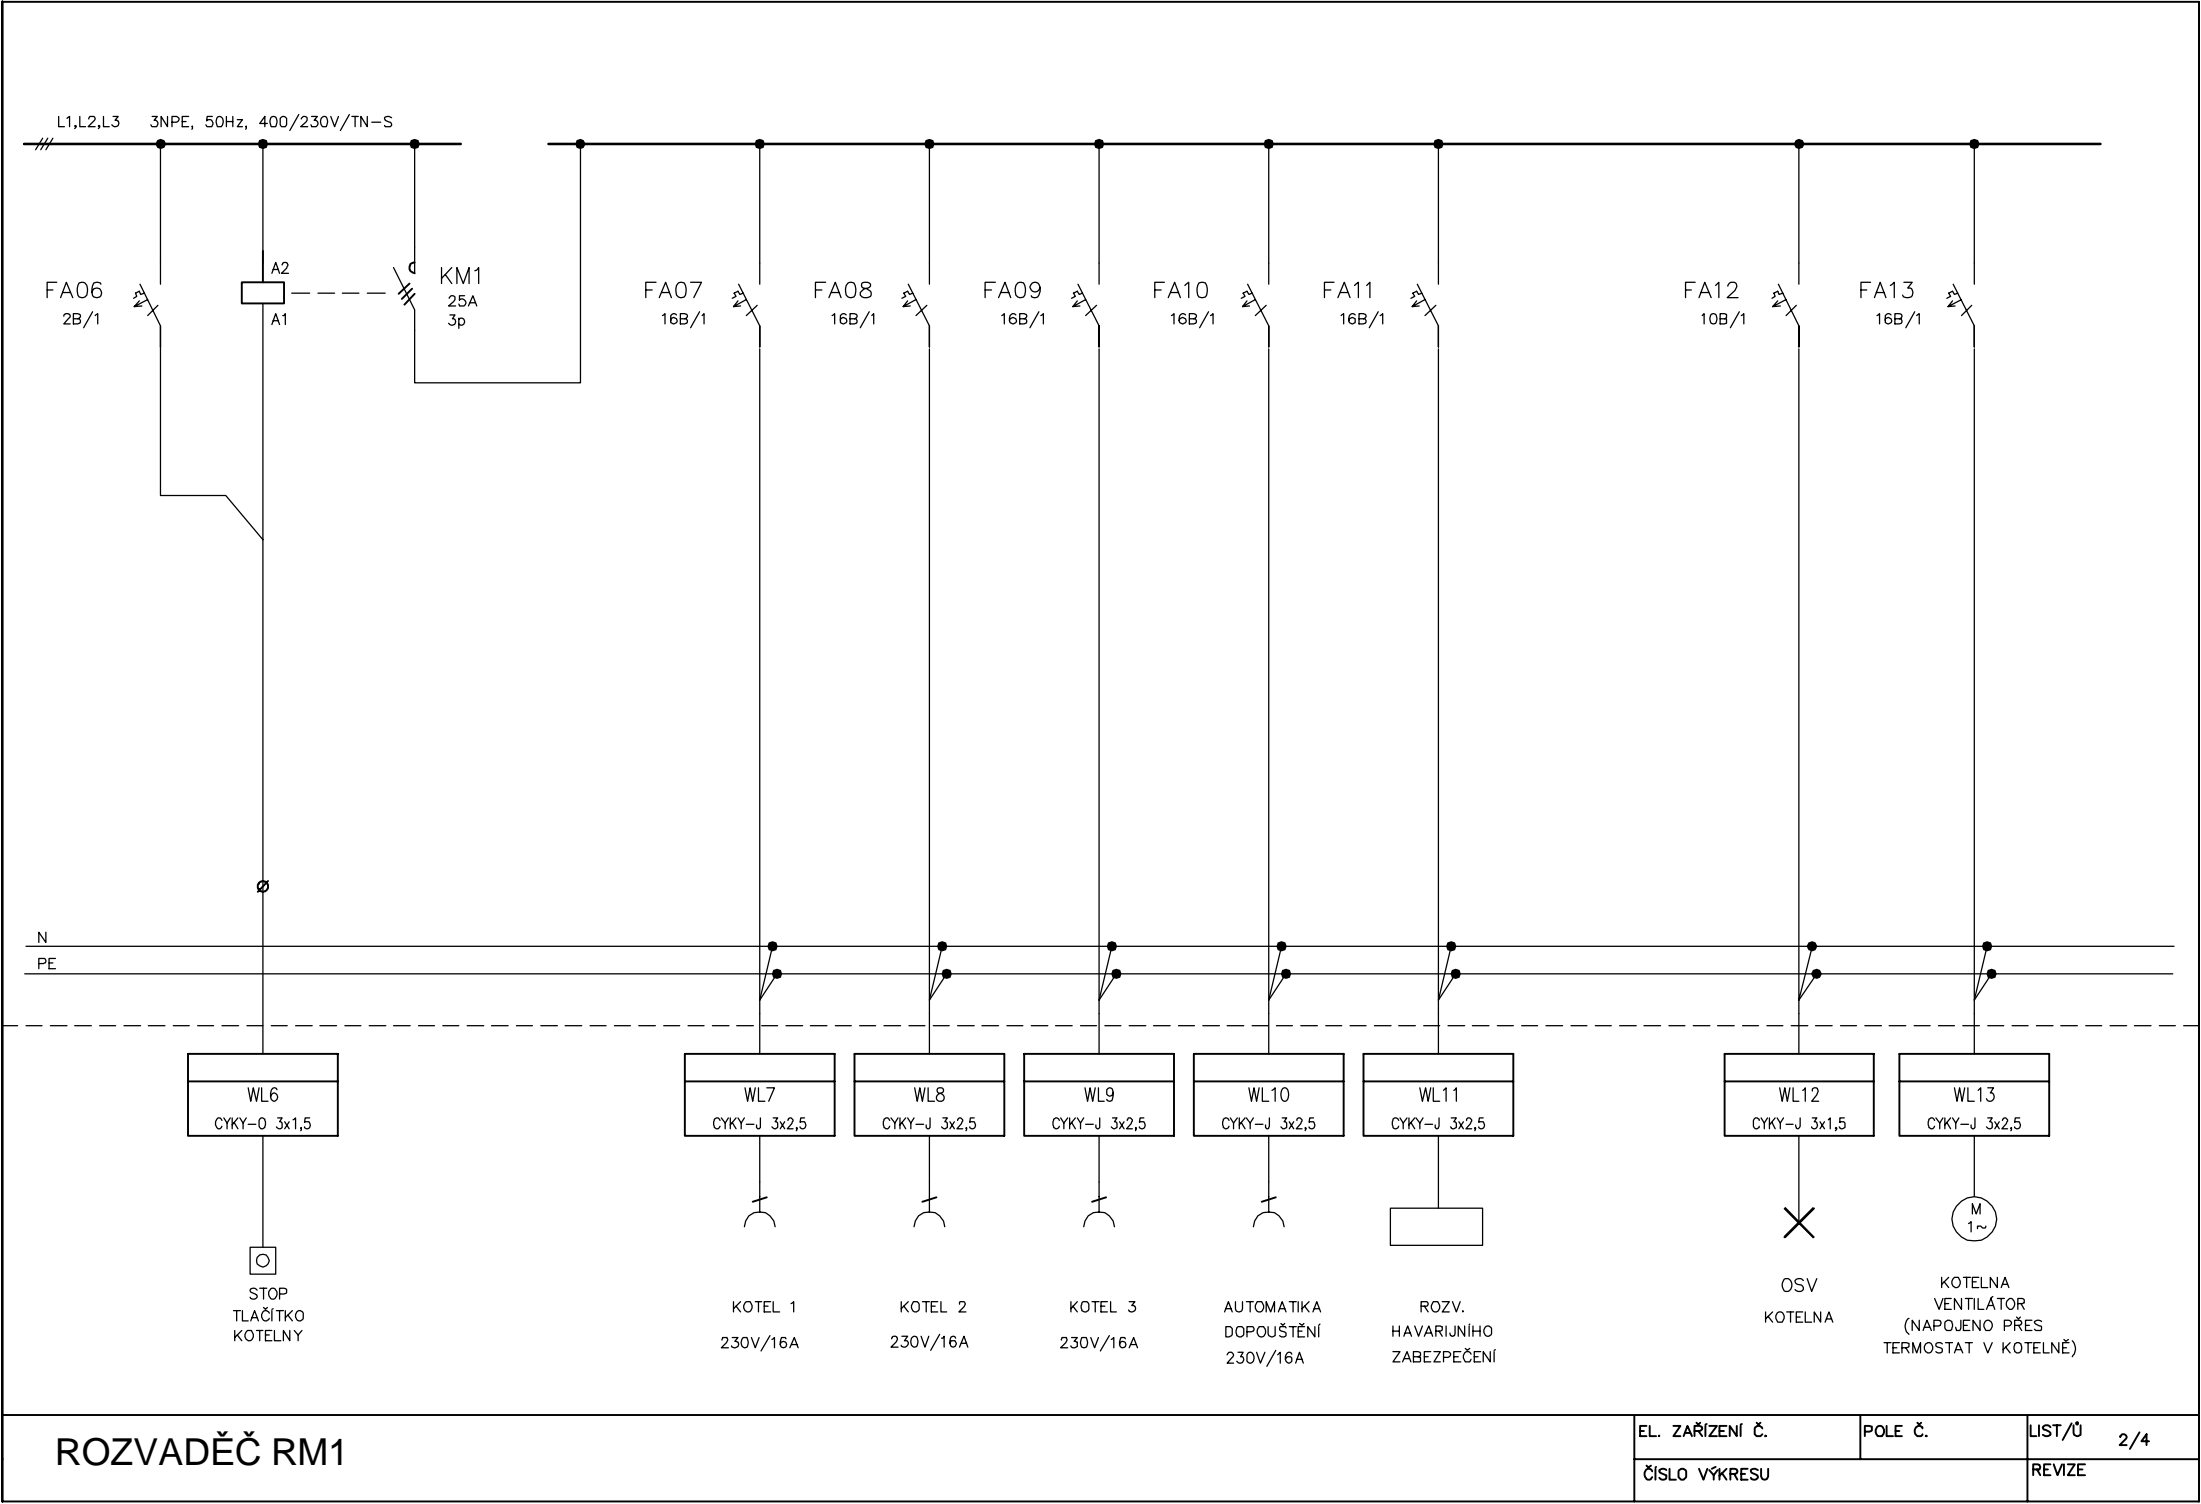 L1,L2,L3 3NPE, 50Hz, 400/230V/TN-S
FA06
2B/1
A2
A1
KM1
25A
3p
FA07
16B/1
FA08
16B/1
FA09
16B/1
FA10
16B/1
FA11
16B/1
FA12
10B/1
FA13
16B/1
N
PE
WL6
CYKY-O 3x1,5
WL7
CYKY-J 3x2,5
WL8
CYKY-J 3x2,5
WL9
CYKY-J 3x2,5
WL10
CYKY-J 3x2,5
WL11
CYKY-J 3x2,5
WL12
CYKY-J 3x1,5
WL13
CYKY-J 3x2,5
M
1~
STOP
TLAČÍTKO
KOTELNY
KOTEL 1
230V/16A
KOTEL 2
230V/16A
KOTEL 3
230V/16A
AUTOMATIKA
DOPOUŠTĚNÍ
230V/16A
ROZV.
HAVARIJNÍHO
ZABEZPEČENÍ
OSV
KOTELNA
KOTELNA
VENTILÁTOR
(NAPOJENO PŘES
TERMOSTAT V KOTELNĚ)
ROZVADĚČ RM1
EL. ZAŘÍZENÍ Č.
POLE Č.
LIST/Ů 2/4
ČÍSLO VÝKRESU
REVIZE